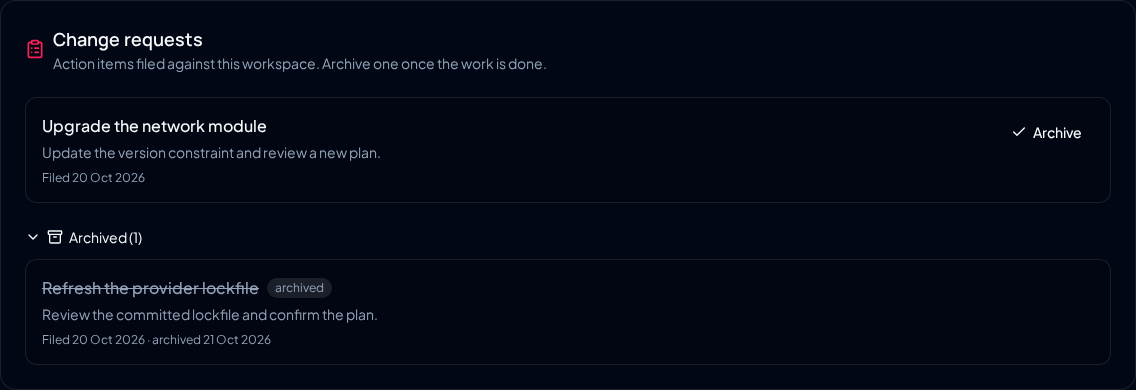 Change requests
Action items filed against this workspace. Archive one once the work is done.
Upgrade the network module
Archive
Update the version constraint and review a new plan.
Filed 20 Oct 2026
Archived (1)
Refresh the provider lockfile archived
Review the committed lockfile and confirm the plan.
Filed 20 Oct 2026 · archived 21 Oct 2026